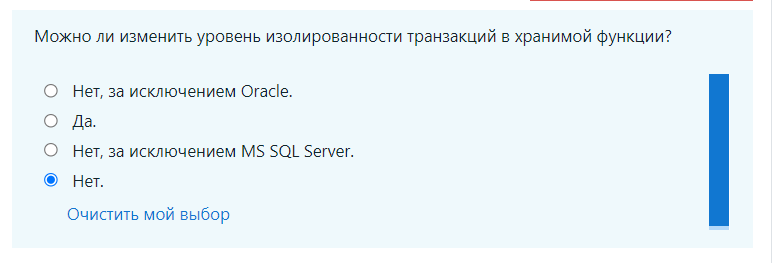 Можно ли изменить уровень изолированности транзакций в хранимой функции?
Нет, за исключением Oracle.
Да.
Нет, за исключением MS SQL Server.
Нет.
Очистить мой выбор